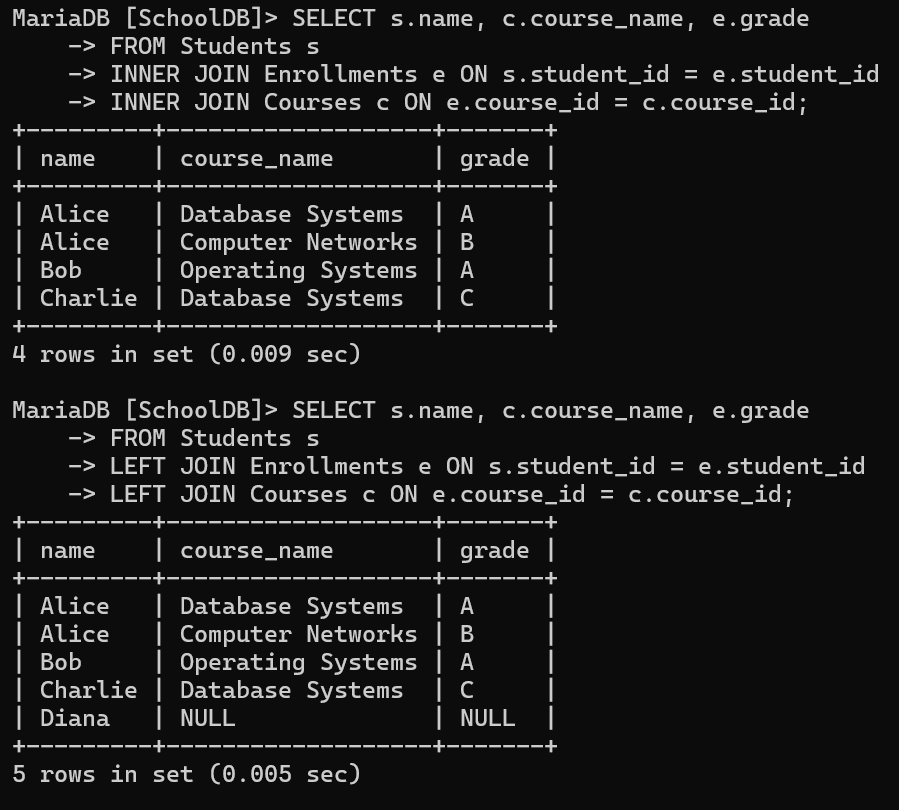 MariaDB [SchoolDB]> SELECT s.name, c.course_name, e.grade
    -> FROM Students s
    -> INNER JOIN Enrollments e ON s.student_id = e.student_id
    -> INNER JOIN Courses c ON e.course_id = c.course_id;
+---------+-------------------+-------+
| name    | course_name       | grade |
+---------+-------------------+-------+
| Alice   | Database Systems  | A     |
| Alice   | Computer Networks | B     |
| Bob     | Operating Systems | A     |
| Charlie | Database Systems  | C     |
+---------+-------------------+-------+
4 rows in set (0.009 sec)

MariaDB [SchoolDB]> SELECT s.name, c.course_name, e.grade
    -> FROM Students s
    -> LEFT JOIN Enrollments e ON s.student_id = e.student_id
    -> LEFT JOIN Courses c ON e.course_id = c.course_id;
+---------+-------------------+-------+
| name    | course_name       | grade |
+---------+-------------------+-------+
| Alice   | Database Systems  | A     |
| Alice   | Computer Networks | B     |
| Bob     | Operating Systems | A     |
| Charlie | Database Systems  | C     |
| Diana   | NULL              | NULL  |
+---------+-------------------+-------+
5 rows in set (0.005 sec)